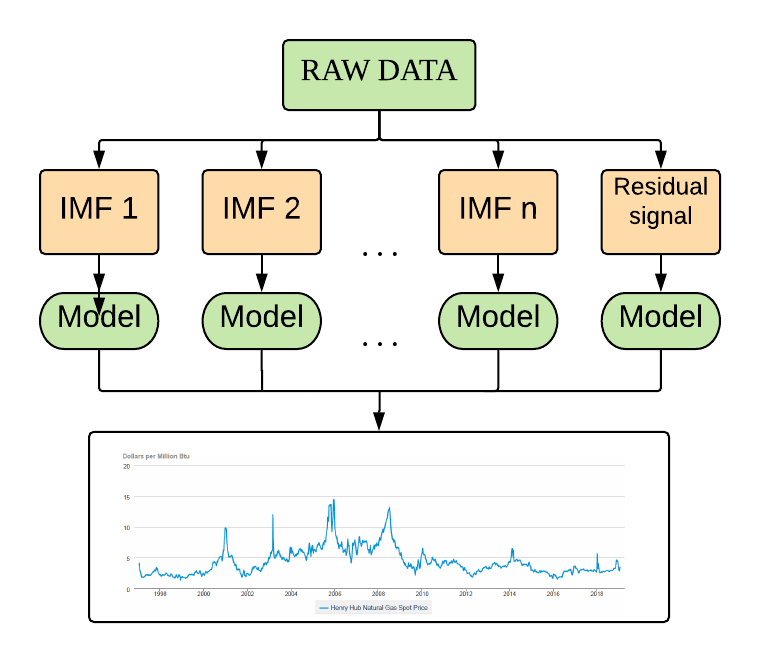 RAW DATA
IMF 1
IMF 2
. . .
IMF n
Residual
signal
Model
Model
. . .
Model
Model
Dollars per Million Btu
20
15
10
5
0
1998 2000 2002 2004 2006 2008 2010 2012 2014 2016 2018
Henry Hub Natural Gas Spot Price